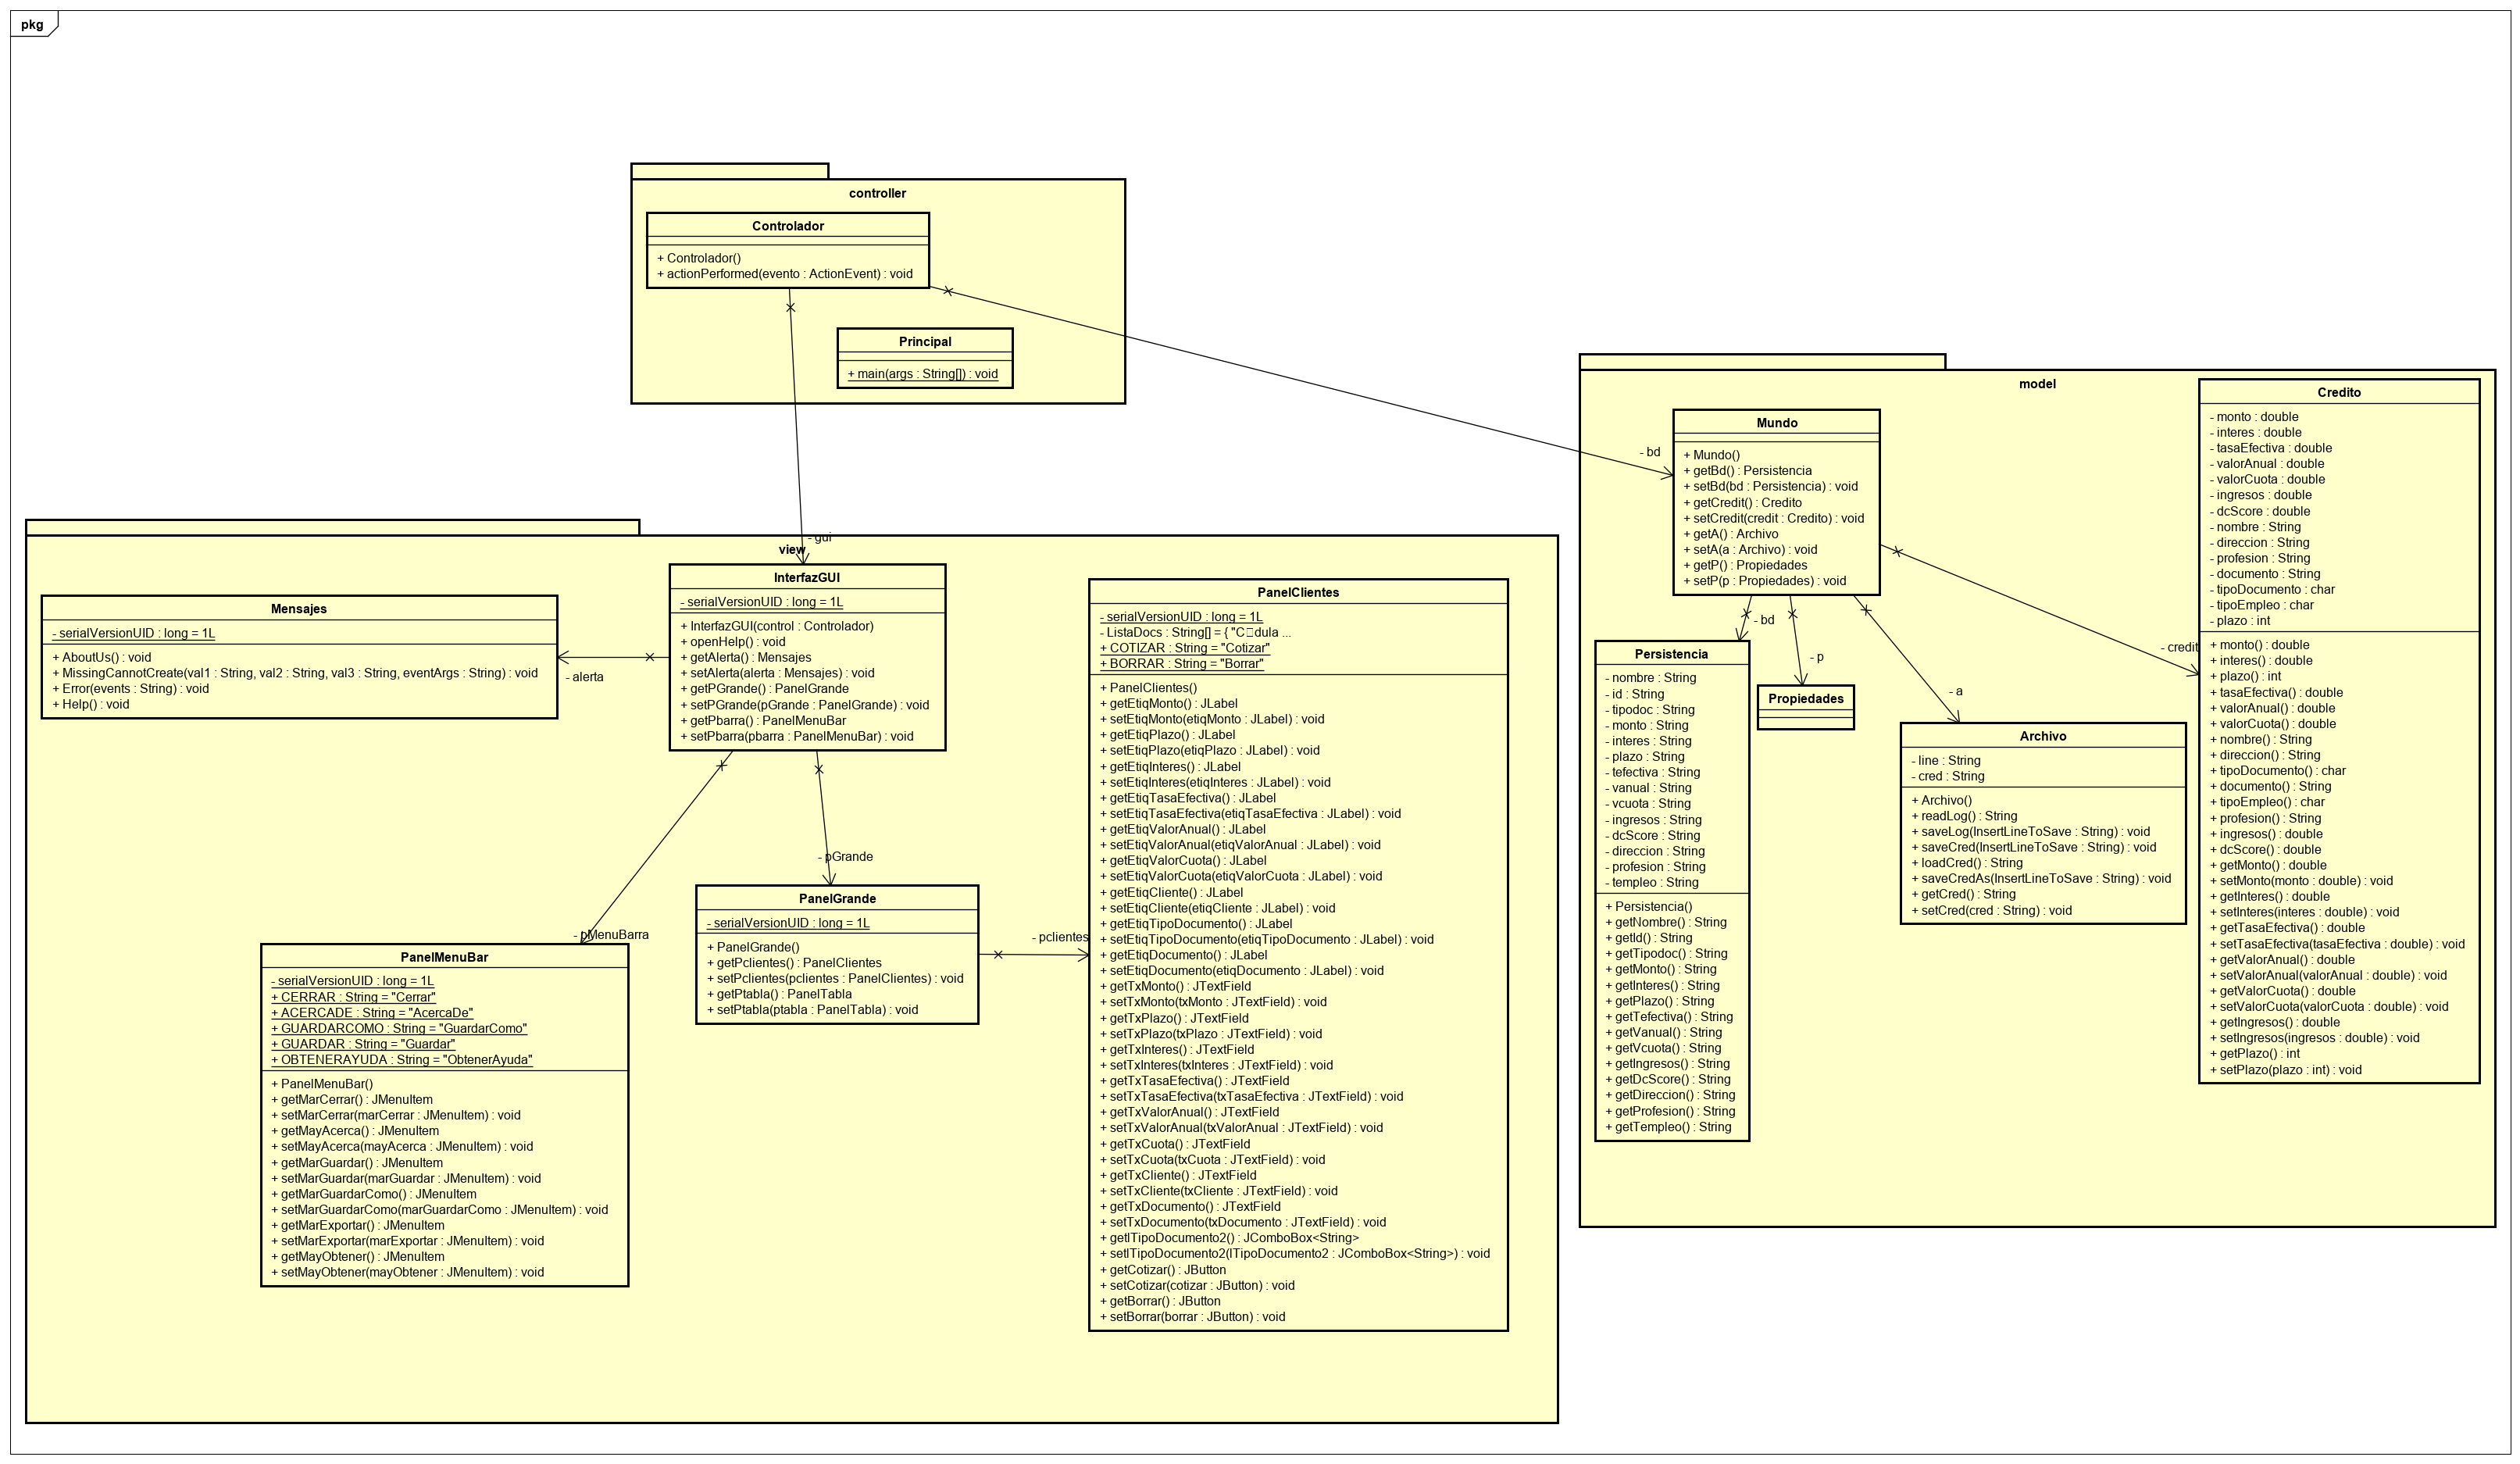 pkg
controller
Controlador
+ Controlador()
+ actionPerformed(evento : ActionEvent) : void
Principal
+ main(args : String[]) : void
- gui
- bd
view
Mensajes
- serialVersionUID : long = 1L
+ AboutUs() : void
+ MissingCannotCreate(val1 : String, val2 : String, val3 : String, eventArgs : String) : void
+ Error(events : String) : void
+ Help() : void
- alerta
InterfazGUI
- serialVersionUID : long = 1L
+ InterfazGUI(control : Controlador)
+ openHelp() : void
+ getAlerta() : Mensajes
+ setAlerta(alerta : Mensajes) : void
+ getPGrande() : PanelGrande
+ setPGrande(pGrande : PanelGrande) : void
+ getPbarra() : PanelMenuBar
+ setPbarra(pbarra : PanelMenuBar) : void
- pMenuBarra
- pGrande
PanelMenuBar
- serialVersionUID : long = 1L
+ CERRAR : String = "Cerrar"
+ ACERCADE : String = "AcercaDe"
+ GUARDARCOMO : String = "GuardarComo"
+ GUARDAR : String = "Guardar"
+ OBTENERAYUDA : String = "ObtenerAyuda"
+ PanelMenuBar()
+ getMarCerrar() : JMenuItem
+ setMarCerrar(marCerrar : JMenuItem) : void
+ getMayAcerca() : JMenuItem
+ setMayAcerca(mayAcerca : JMenuItem) : void
+ getMarGuardar() : JMenuItem
+ setMarGuardar(marGuardar : JMenuItem) : void
+ getMarGuardarComo() : JMenuItem
+ setMarGuardarComo(marGuardarComo : JMenuItem) : void
+ getMarExportar() : JMenuItem
+ setMarExportar(marExportar : JMenuItem) : void
+ getMayObtener() : JMenuItem
+ setMayObtener(mayObtener : JMenuItem) : void
PanelGrande
- serialVersionUID : long = 1L
+ PanelGrande()
+ getPclientes() : PanelClientes
+ setPclientes(pclientes : PanelClientes) : void
+ getPtabla() : PanelTabla
+ setPtabla(ptabla : PanelTabla) : void
- pclientes
PanelClientes
- serialVersionUID : long = 1L
- ListaDocs : String[] = { "C□dula ...
+ COTIZAR : String = "Cotizar"
+ BORRAR : String = "Borrar"
+ PanelClientes()
+ getEtiqMonto() : JLabel
+ setEtiqMonto(etiqMonto : JLabel) : void
+ getEtiqPlazo() : JLabel
+ setEtiqPlazo(etiqPlazo : JLabel) : void
+ getEtiqInteres() : JLabel
+ setEtiqInteres(etiqInteres : JLabel) : void
+ getEtiqTasaEfectiva() : JLabel
+ setEtiqTasaEfectiva(etiqTasaEfectiva : JLabel) : void
+ getEtiqValorAnual() : JLabel
+ setEtiqValorAnual(etiqValorAnual : JLabel) : void
+ getEtiqValorCuota() : JLabel
+ setEtiqValorCuota(etiqValorCuota : JLabel) : void
+ getEtiqCliente() : JLabel
+ setEtiqCliente(etiqCliente : JLabel) : void
+ getEtiqTipoDocumento() : JLabel
+ setEtiqTipoDocumento(etiqTipoDocumento : JLabel) : void
+ getEtiqDocumento() : JLabel
+ setEtiqDocumento(etiqDocumento : JLabel) : void
+ getTxMonto() : JTextField
+ setTxMonto(txMonto : JTextField) : void
+ getTxPlazo() : JTextField
+ setTxPlazo(txPlazo : JTextField) : void
+ getTxInteres() : JTextField
+ setTxInteres(txInteres : JTextField) : void
+ getTxTasaEfectiva() : JTextField
+ setTxTasaEfectiva(txTasaEfectiva : JTextField) : void
+ getTxValorAnual() : JTextField
+ setTxValorAnual(txValorAnual : JTextField) : void
+ getTxCuota() : JTextField
+ setTxCuota(txCuota : JTextField) : void
+ getTxCliente() : JTextField
+ setTxCliente(txCliente : JTextField) : void
+ getTxDocumento() : JTextField
+ setTxDocumento(txDocumento : JTextField) : void
+ getlTipoDocumento2() : JComboBox<String>
+ setlTipoDocumento2(lTipoDocumento2 : JComboBox<String>) : void
+ getCotizar() : JButton
+ setCotizar(cotizar : JButton) : void
+ getBorrar() : JButton
+ setBorrar(borrar : JButton) : void
model
Mundo
+ Mundo()
+ getBd() : Persistencia
+ setBd(bd : Persistencia) : void
+ getCredit() : Credito
+ setCredit(credit : Credito) : void
+ getA() : Archivo
+ setA(a : Archivo) : void
+ getP() : Propiedades
+ setP(p : Propiedades) : void
- bd
- p
- a
- credit
Persistencia
- nombre : String
- id : String
- tipodoc : String
- monto : String
- interes : String
- plazo : String
- tefectiva : String
- vanual : String
- vcuota : String
- ingresos : String
- dcScore : String
- direccion : String
- profesion : String
- templeo : String
+ Persistencia()
+ getNombre() : String
+ getId() : String
+ getTipodoc() : String
+ getMonto() : String
+ getInteres() : String
+ getPlazo() : String
+ getTefectiva() : String
+ getVanual() : String
+ getVcuota() : String
+ getIngresos() : String
+ getDcScore() : String
+ getDireccion() : String
+ getProfesion() : String
+ getTempleo() : String
Propiedades
Archivo
- line : String
- cred : String
+ Archivo()
+ readLog() : String
+ saveLog(InsertLineToSave : String) : void
+ saveCred(InsertLineToSave : String) : void
+ loadCred() : String
+ saveCredAs(InsertLineToSave : String) : void
+ getCred() : String
+ setCred(cred : String) : void
Credito
- monto : double
- interes : double
- tasaEfectiva : double
- valorAnual : double
- valorCuota : double
- ingresos : double
- dcScore : double
- nombre : String
- direccion : String
- profesion : String
- documento : String
- tipoDocumento : char
- tipoEmpleo : char
- plazo : int
+ monto() : double
+ interes() : double
+ plazo() : int
+ tasaEfectiva() : double
+ valorAnual() : double
+ valorCuota() : double
+ nombre() : String
+ direccion() : String
+ tipoDocumento() : char
+ documento() : String
+ tipoEmpleo() : char
+ profesion() : String
+ ingresos() : double
+ dcScore() : double
+ getMonto() : double
+ setMonto(monto : double) : void
+ getInteres() : double
+ setInteres(interes : double) : void
+ getTasaEfectiva() : double
+ setTasaEfectiva(tasaEfectiva : double) : void
+ getValorAnual() : double
+ setValorAnual(valorAnual : double) : void
+ getValorCuota() : double
+ setValorCuota(valorCuota : double) : void
+ getIngresos() : double
+ setIngresos(ingresos : double) : void
+ getPlazo() : int
+ setPlazo(plazo : int) : void